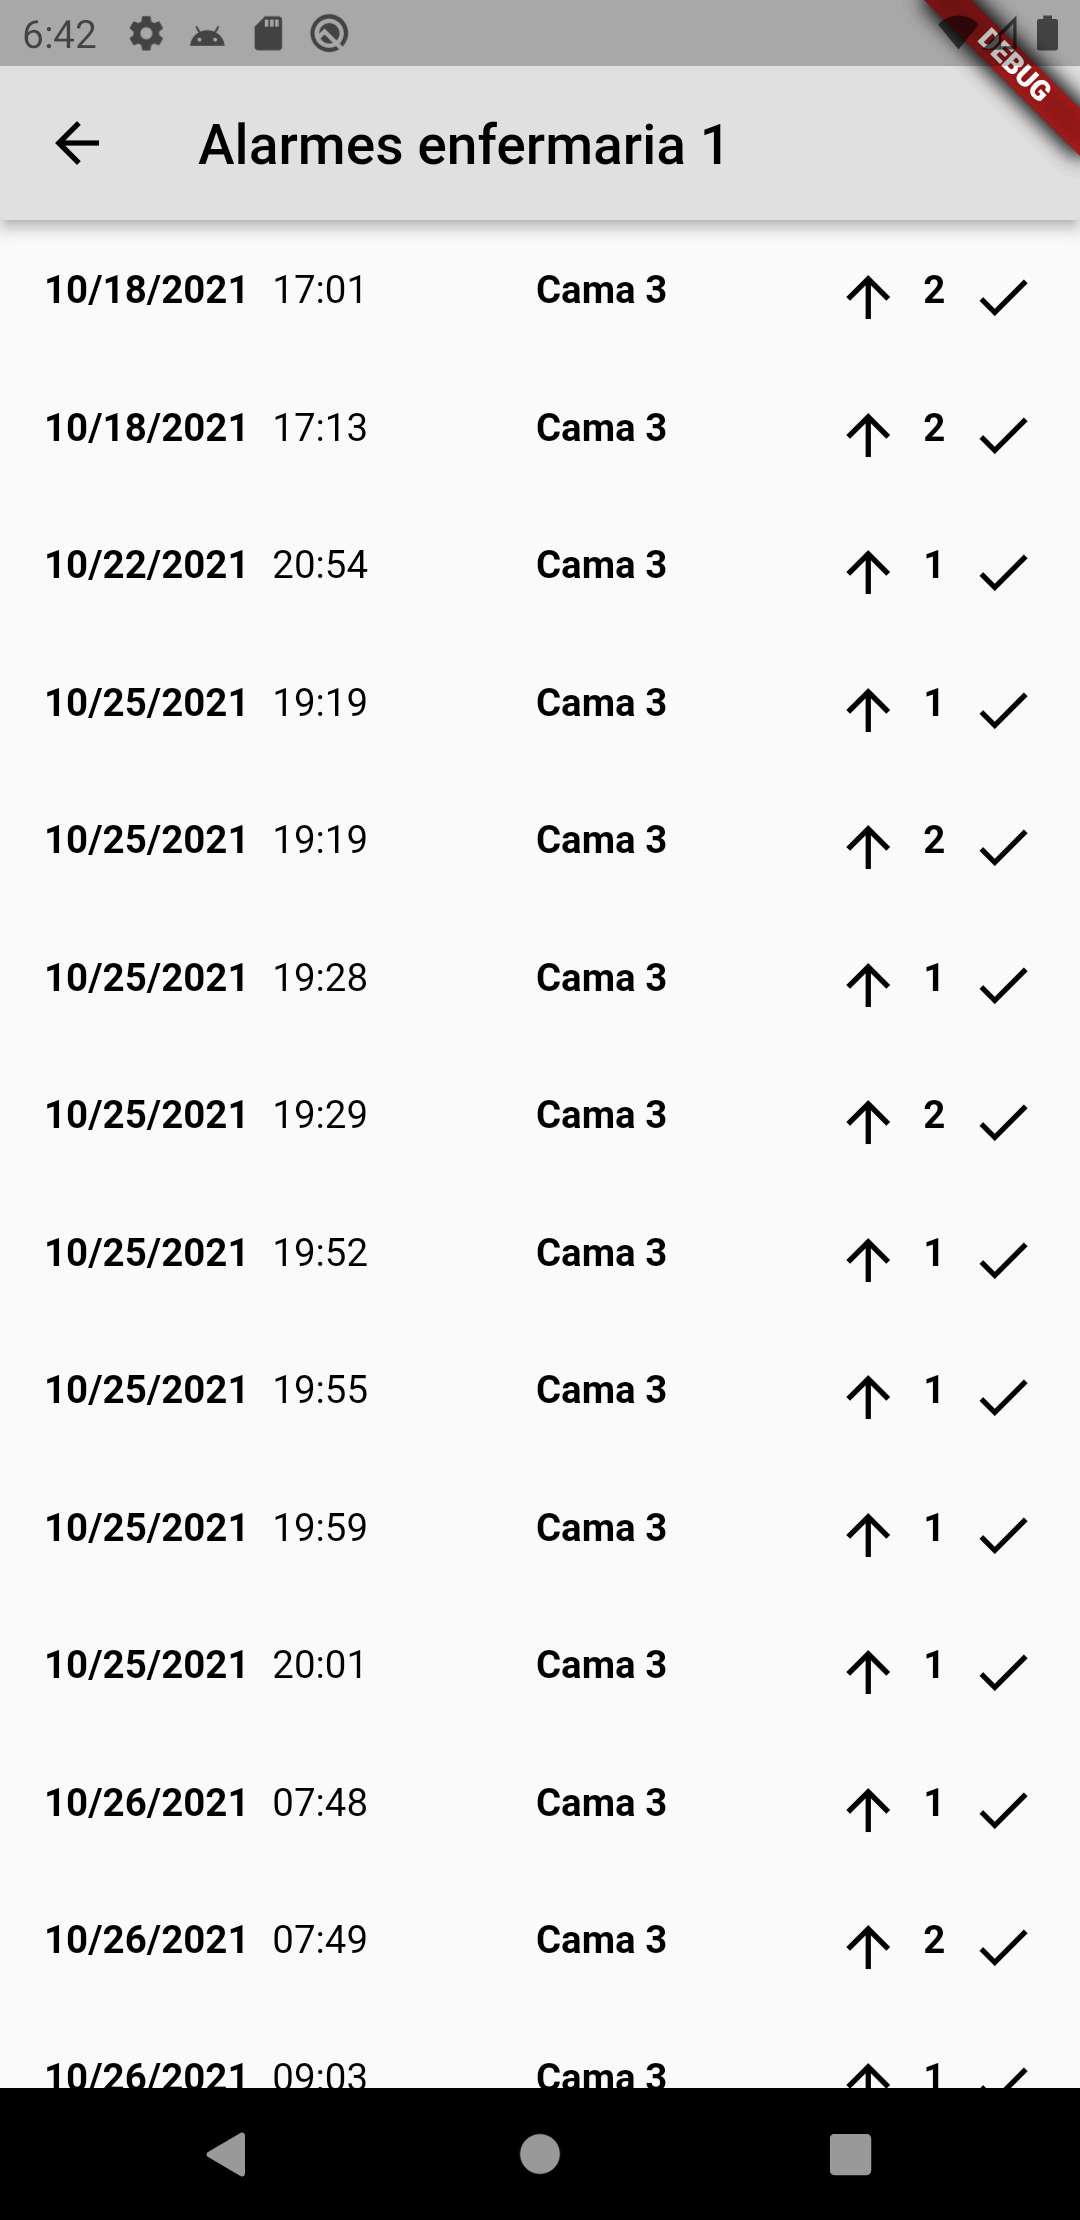 6:42
DEBUG
Alarmes enfermaria 1
10/18/2021 17:01 Cama 3 2
10/18/2021 17:13 Cama 3 2
10/22/2021 20:54 Cama 3 1
10/25/2021 19:19 Cama 3 1
10/25/2021 19:19 Cama 3 2
10/25/2021 19:28 Cama 3 1
10/25/2021 19:29 Cama 3 2
10/25/2021 19:52 Cama 3 1
10/25/2021 19:55 Cama 3 1
10/25/2021 19:59 Cama 3 1
10/25/2021 20:01 Cama 3 1
10/26/2021 07:48 Cama 3 1
10/26/2021 07:49 Cama 3 2
10/26/2021 09:03 Cama 3 1